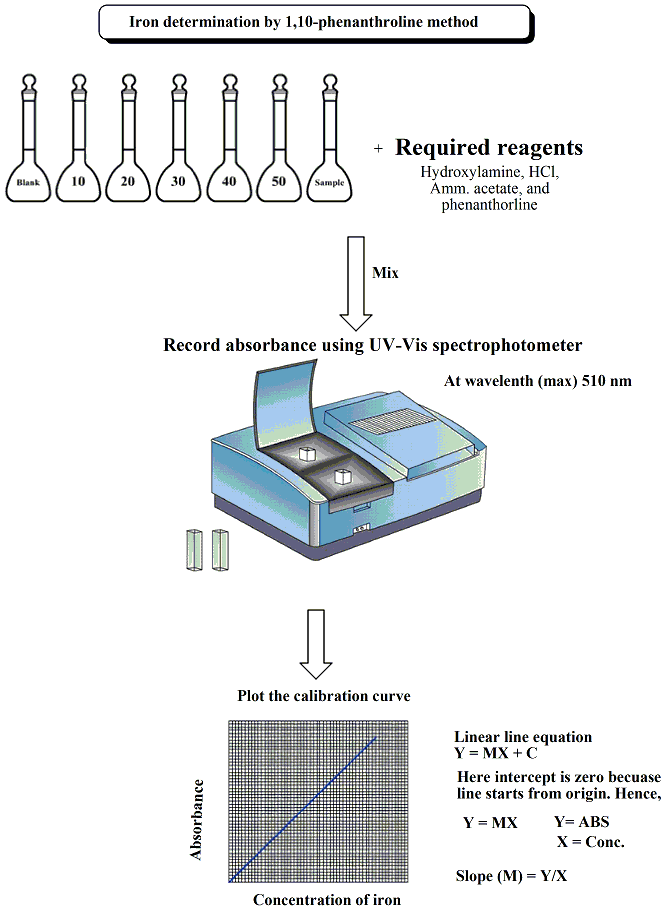 Iron determination by 1,10-phenanthroline method
Blank 10 20 30 40 50 Sample
+ Required reagents
Hydroxylamine, HCl,
Amm. acetate, and
phenanthorline
Mix
Record absorbance using UV-Vis spectrophotometer
At wavelenth (max) 510 nm
Plot the calibration curve
Absorbance
Concentration of iron
Linear line equation
Y = MX + C
Here intercept is zero becuase
line starts from origin. Hence,
Y = MX Y= ABS
X = Conc.
Slope (M) = Y/X